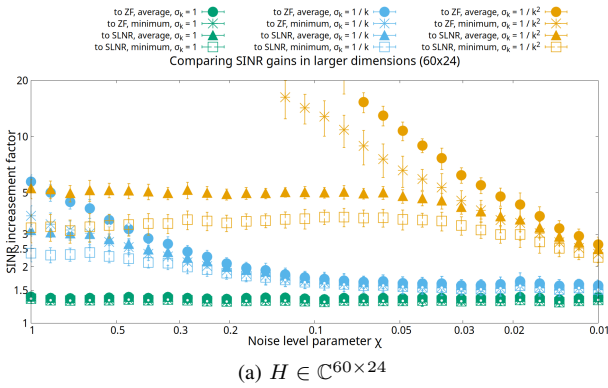 to ZF, average, σk = 1 to ZF, average, σk = 1 / k to ZF, average, σk = 1 / k²
to ZF, minimum, σk = 1 to ZF, minimum, σk = 1 / k to ZF, minimum, σk = 1 / k²
to SLNR, average, σk = 1 to SLNR, average, σk = 1 / k to SLNR, average, σk = 1 / k²
to SLNR, minimum, σk = 1 to SLNR, minimum, σk = 1 / k to SLNR, minimum, σk = 1 / k²
Comparing SINR gains in larger dimensions (60x24)
20
10
5
3
2.5
2
1.5
1
SINR increasement factor
1 0.5 0.3 0.2 0.1 0.05 0.03 0.02 0.01
Noise level parameter χ
(a) H ∈ ℂ^{60×24}